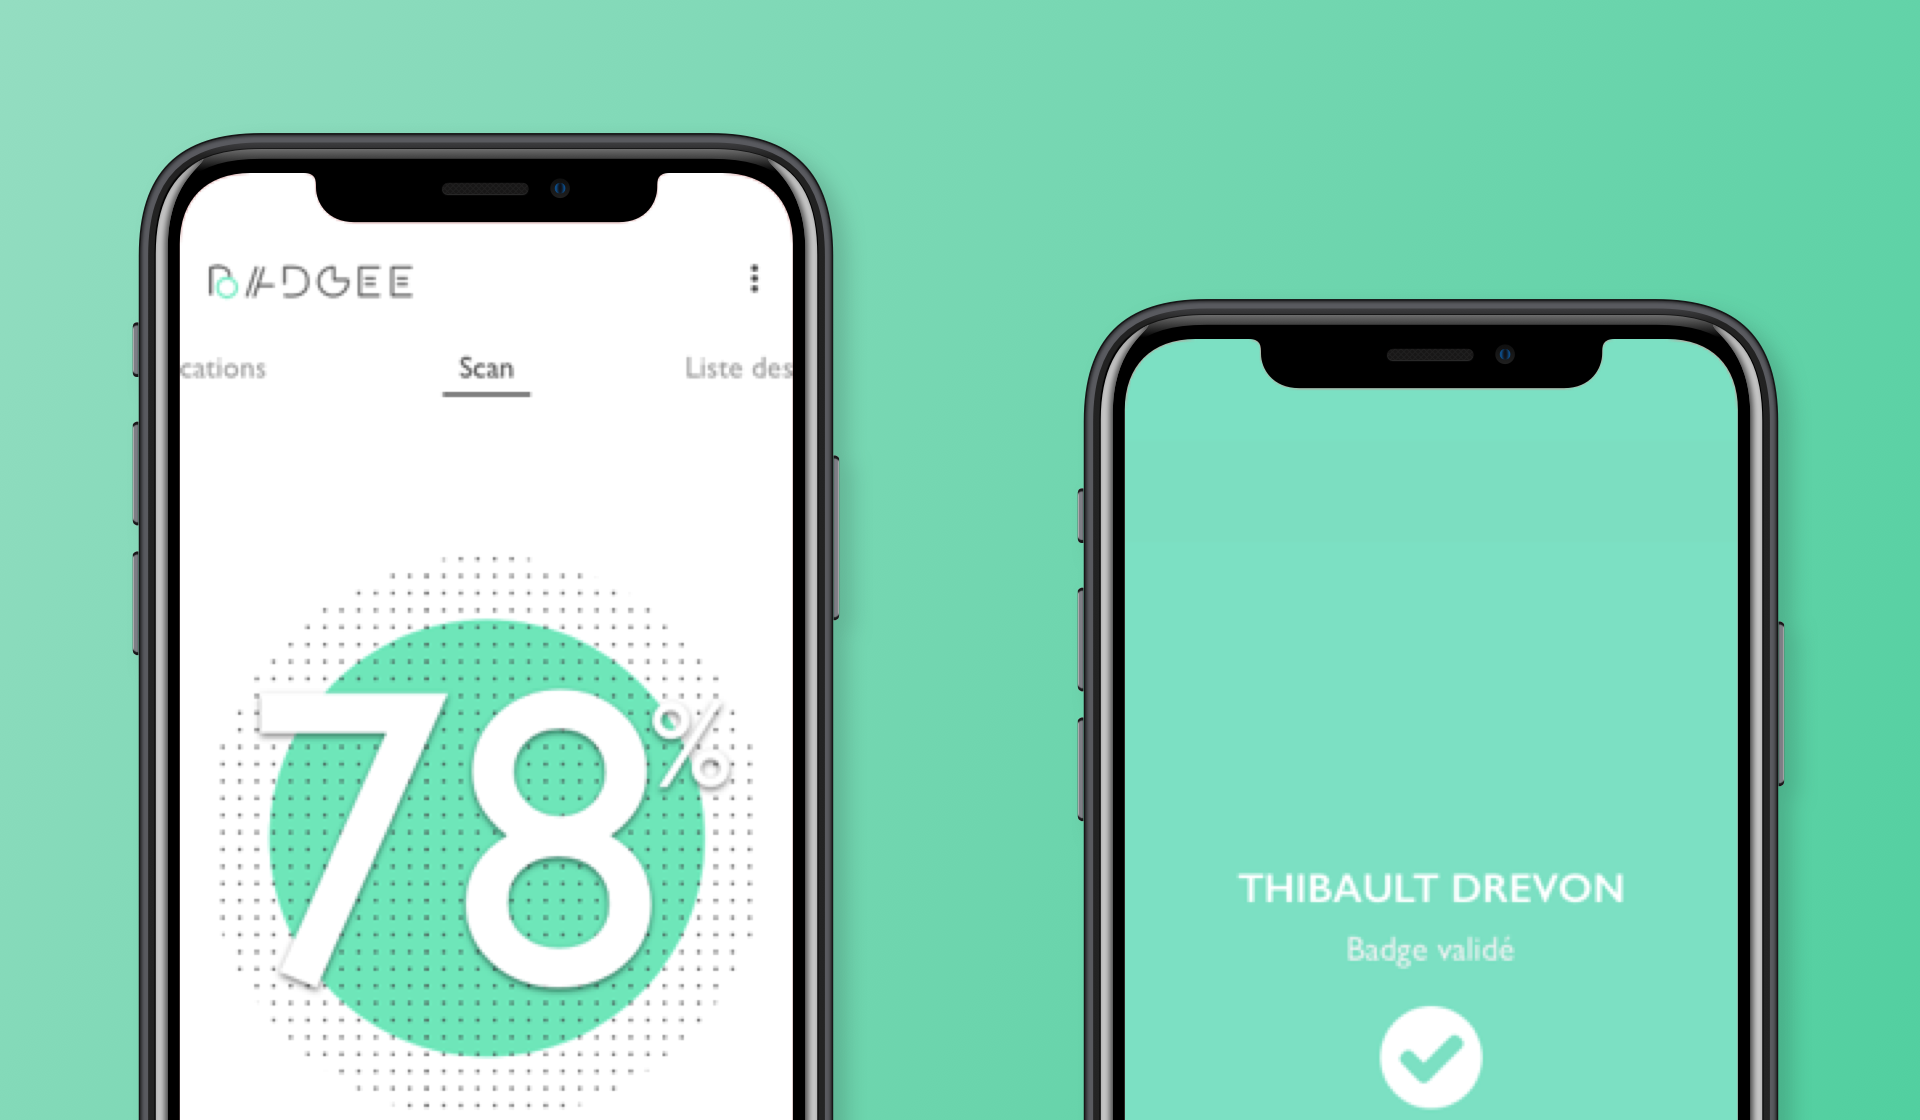 BADGEE
cations Scan Liste des
78%
THIBAULT DREVON
Badge validé